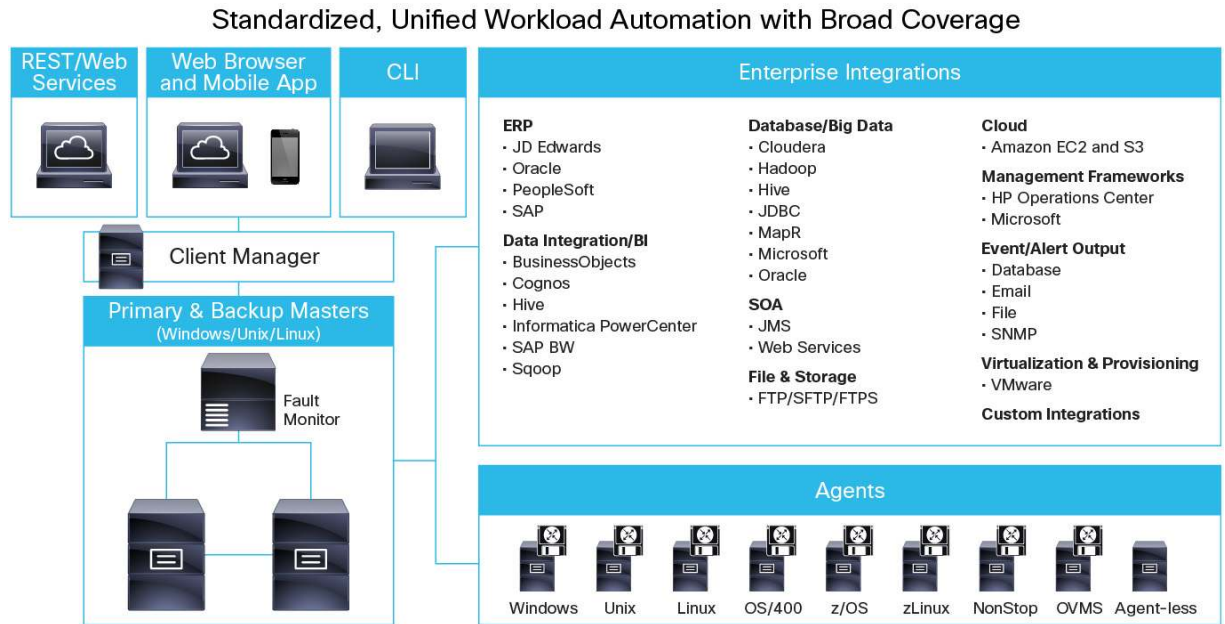 Standardized, Unified Workload Automation with Broad Coverage
REST/Web
Services
Web Browser
and Mobile App
CLI
Client Manager
Primary & Backup Masters
(Windows/Unix/Linux)
Fault
Monitor
Enterprise Integrations
ERP
· JD Edwards
· Oracle
· PeopleSoft
· SAP
Data Integration/BI
· BusinessObjects
· Cognos
· Hive
· Informatica PowerCenter
· SAP BW
· Sqoop
Database/Big Data
· Cloudera
· Hadoop
· Hive
· JDBC
· MapR
· Microsoft
· Oracle
SOA
· JMS
· Web Services
File & Storage
· FTP/SFTP/FTPS
Cloud
· Amazon EC2 and S3
Management Frameworks
· HP Operations Center
· Microsoft
Event/Alert Output
· Database
· Email
· File
· SNMP
Virtualization & Provisioning
· VMware
Custom Integrations
Agents
Windows
Unix
Linux
OS/400
z/OS
zLinux
NonStop
OVMS
Agent-less